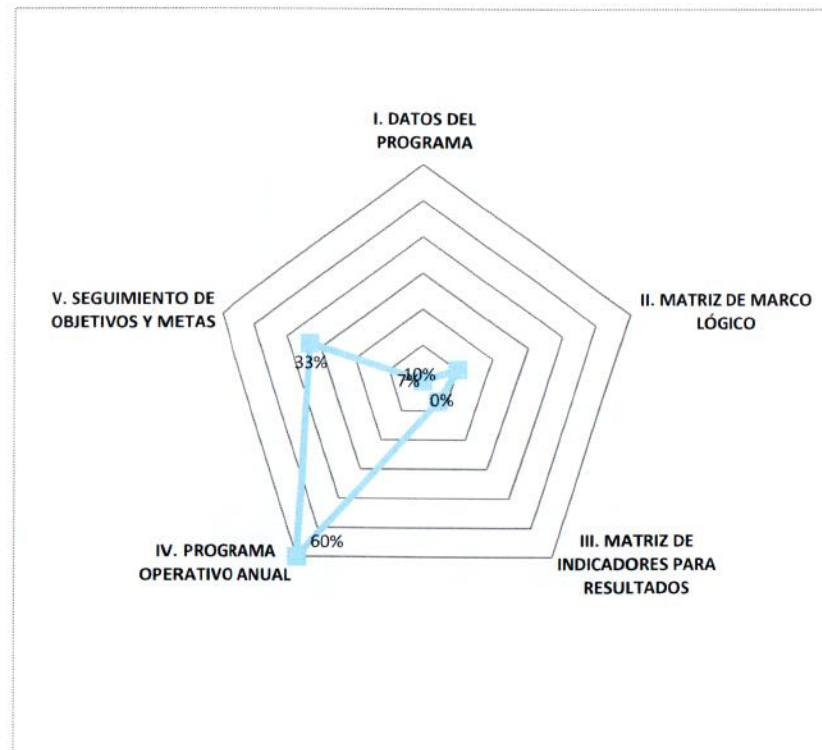 I. DATOS DEL
PROGRAMA
V. SEGUIMIENTO DE
OBJETIVOS Y METAS
II. MATRIZ DE MARCO
LÓGICO
33%
10%
7%
0%
IV. PROGRAMA
OPERATIVO ANUAL
60%
III. MATRIZ DE
INDICADORES PARA
RESULTADOS